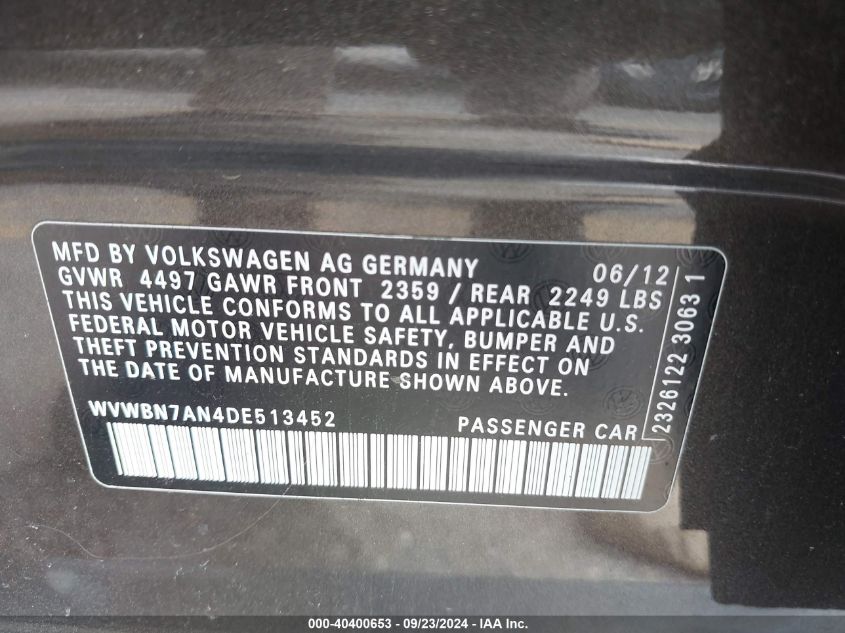 MFD BY VOLKSWAGEN AG GERMANY 06/12
GVWR 4497 GAWR FRONT 2359 / REAR 2249 LBS
THIS VEHICLE CONFORMS TO ALL APPLICABLE U.S.
FEDERAL MOTOR VEHICLE SAFETY, BUMPER AND
THEFT PREVENTION STANDARDS IN EFFECT ON
THE DATE OF MANUFACTURE SHOWN ABOVE.
WVWBN7AN4DE513452 PASSENGER CAR
2326122 3063 1
000-40400653 - 09/23/2024 - IAA Inc.